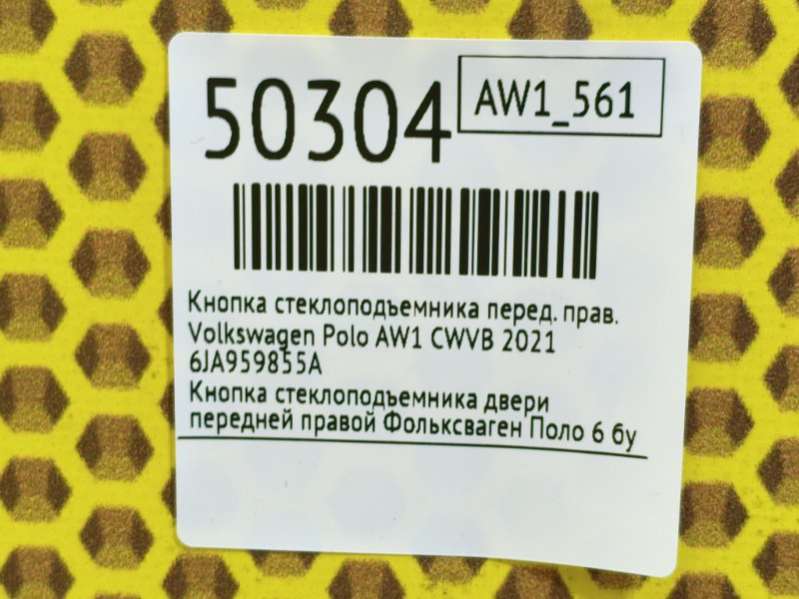 50304
AW1_561
Кнопка стеклоподъемника перед. прав.
Volkswagen Polo AW1 CWVB 2021
6JA959855A
Кнопка стеклоподъемника двери
передней правой Фольксваген Поло 6 бу